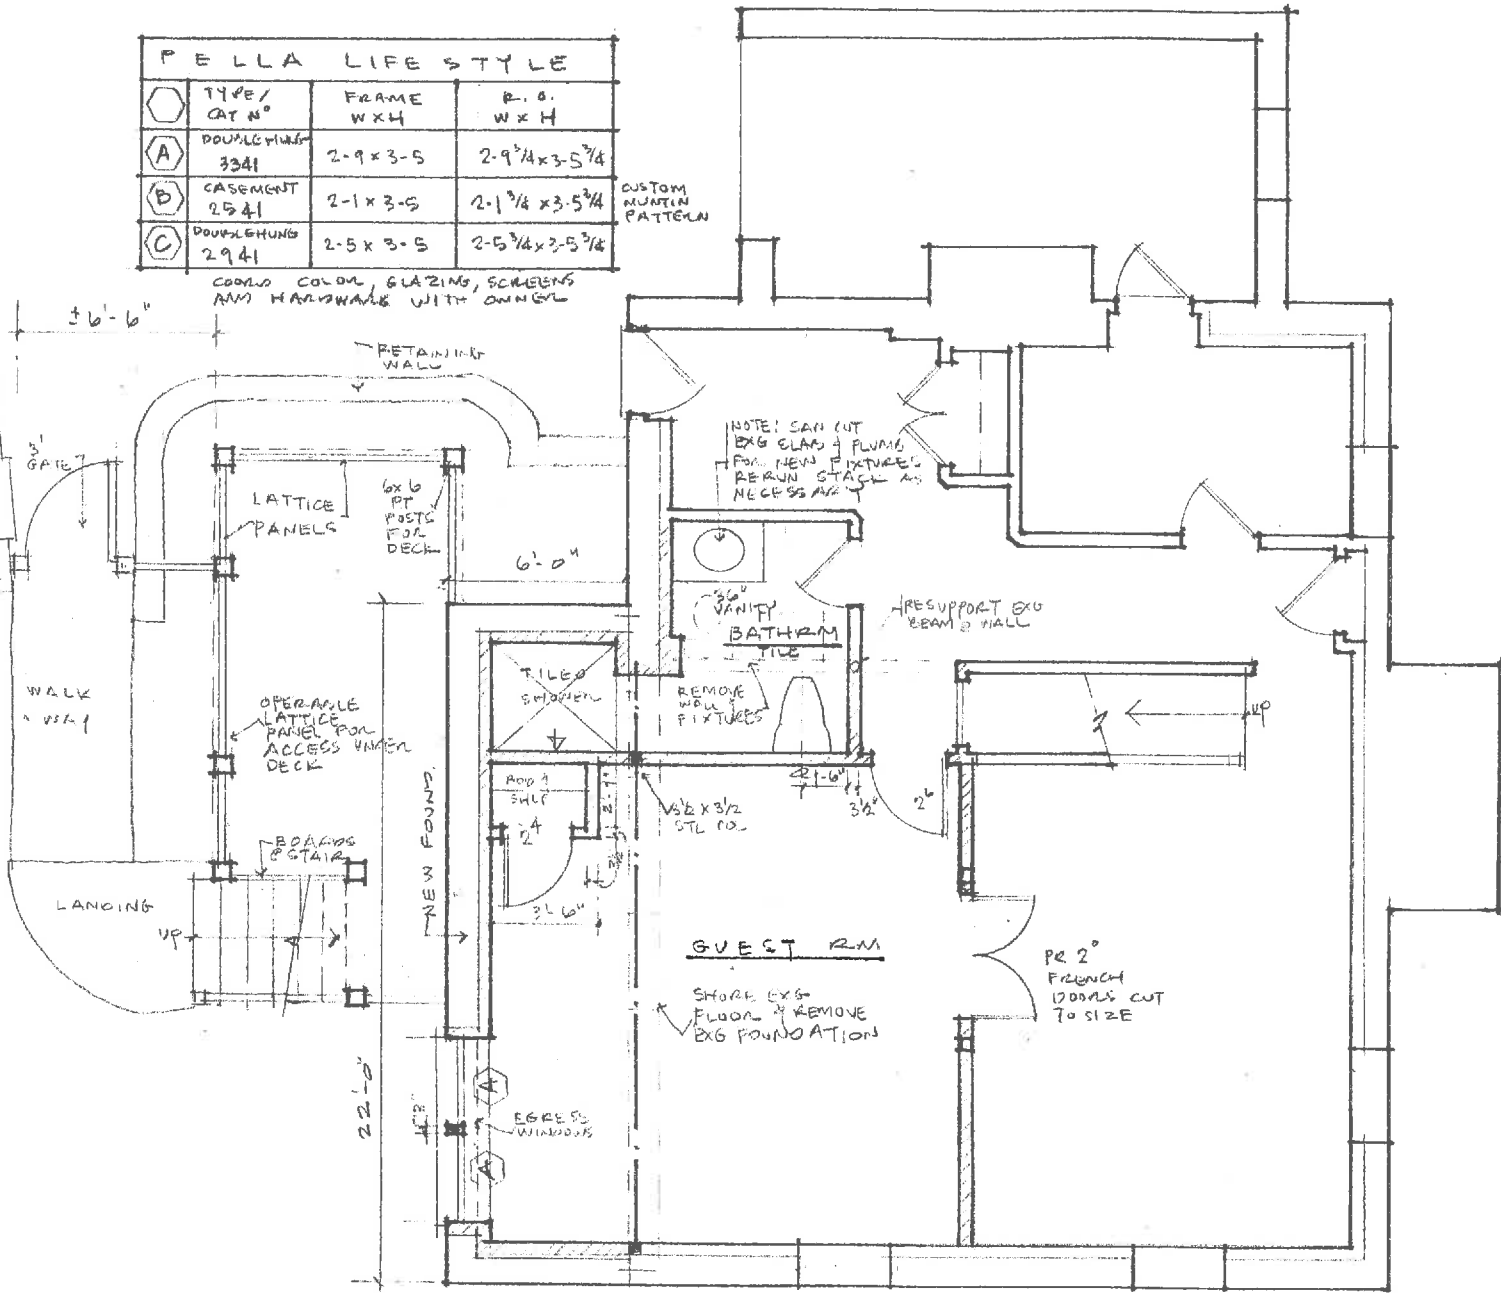 PELLA LIFESTYLE
TYPE/ CAT Nº
FRAME W x H
R.O. W x H
A
DOUBLEHUNG 3341
2-9 x 3-5
2-9 3/4 x 3-5 3/4
B
CASEMENT 2541
2-1 x 3-5
2-1 3/4 x 3-5 3/4
CUSTOM
MUNTIN
PATTERN
C
DOUBLEHUNG 2941
2-5 x 3-5
2-5 3/4 x 3-5 3/4
COORD COLOR, GLAZING, SCREENS
AND HARDWARE WITH OWNER
±6'-6"
RETAINING
WALL
3'
GATE
LATTICE
PANELS
6x6
PT
POSTS
FOR
DECK
6'-0"
NOTE: SAW CUT
EXG SLAB & PLUMB
FOR NEW FIXTURES
RERUN STACK AS
NECESSARY
36"
VANITY
BATHRM
TILE
RESUPPORT EXG
BEAM @ WALL
TILED
SHOWER
REMOVE
WALL &
FIXTURES
UP
WALK
WAY
OPERABLE
LATTICE
PANEL FOR
ACCESS UNDER
DECK
ROD &
SHLF
2'-9"
1'-6"
3 1/2"
2⁶
3 1/2 x 3 1/2
STL COL
2⁴
3'-6"
BOARDS
@ STAIR
LANDING
UP
NEW FOUND.
GUEST RM
SHORE EXG
FLOOR & REMOVE
EXG FOUNDATION
PR 2⁰
FRENCH
DOORS CUT
TO SIZE
22'-0"
A
EGRESS
WINDOWS
A